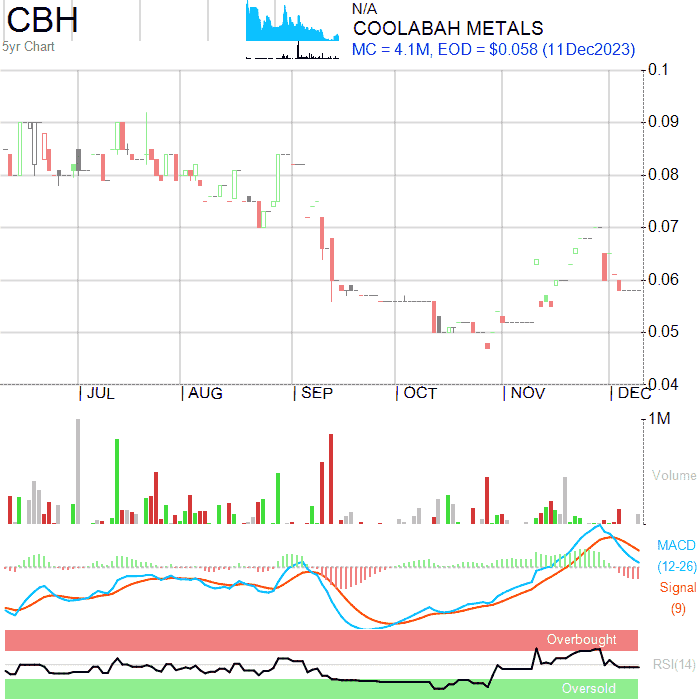 CBH
5yr Chart
N/A
COOLABAH METALS
MC = 4.1M, EOD = $0.058 (11Dec2023)
0.1
0.09
0.08
0.07
0.06
0.05
0.04
JUL AUG SEP OCT NOV DEC
1M
Volume
MACD
(12-26)
Signal
(9)
Overbought
RSI(14)
Oversold